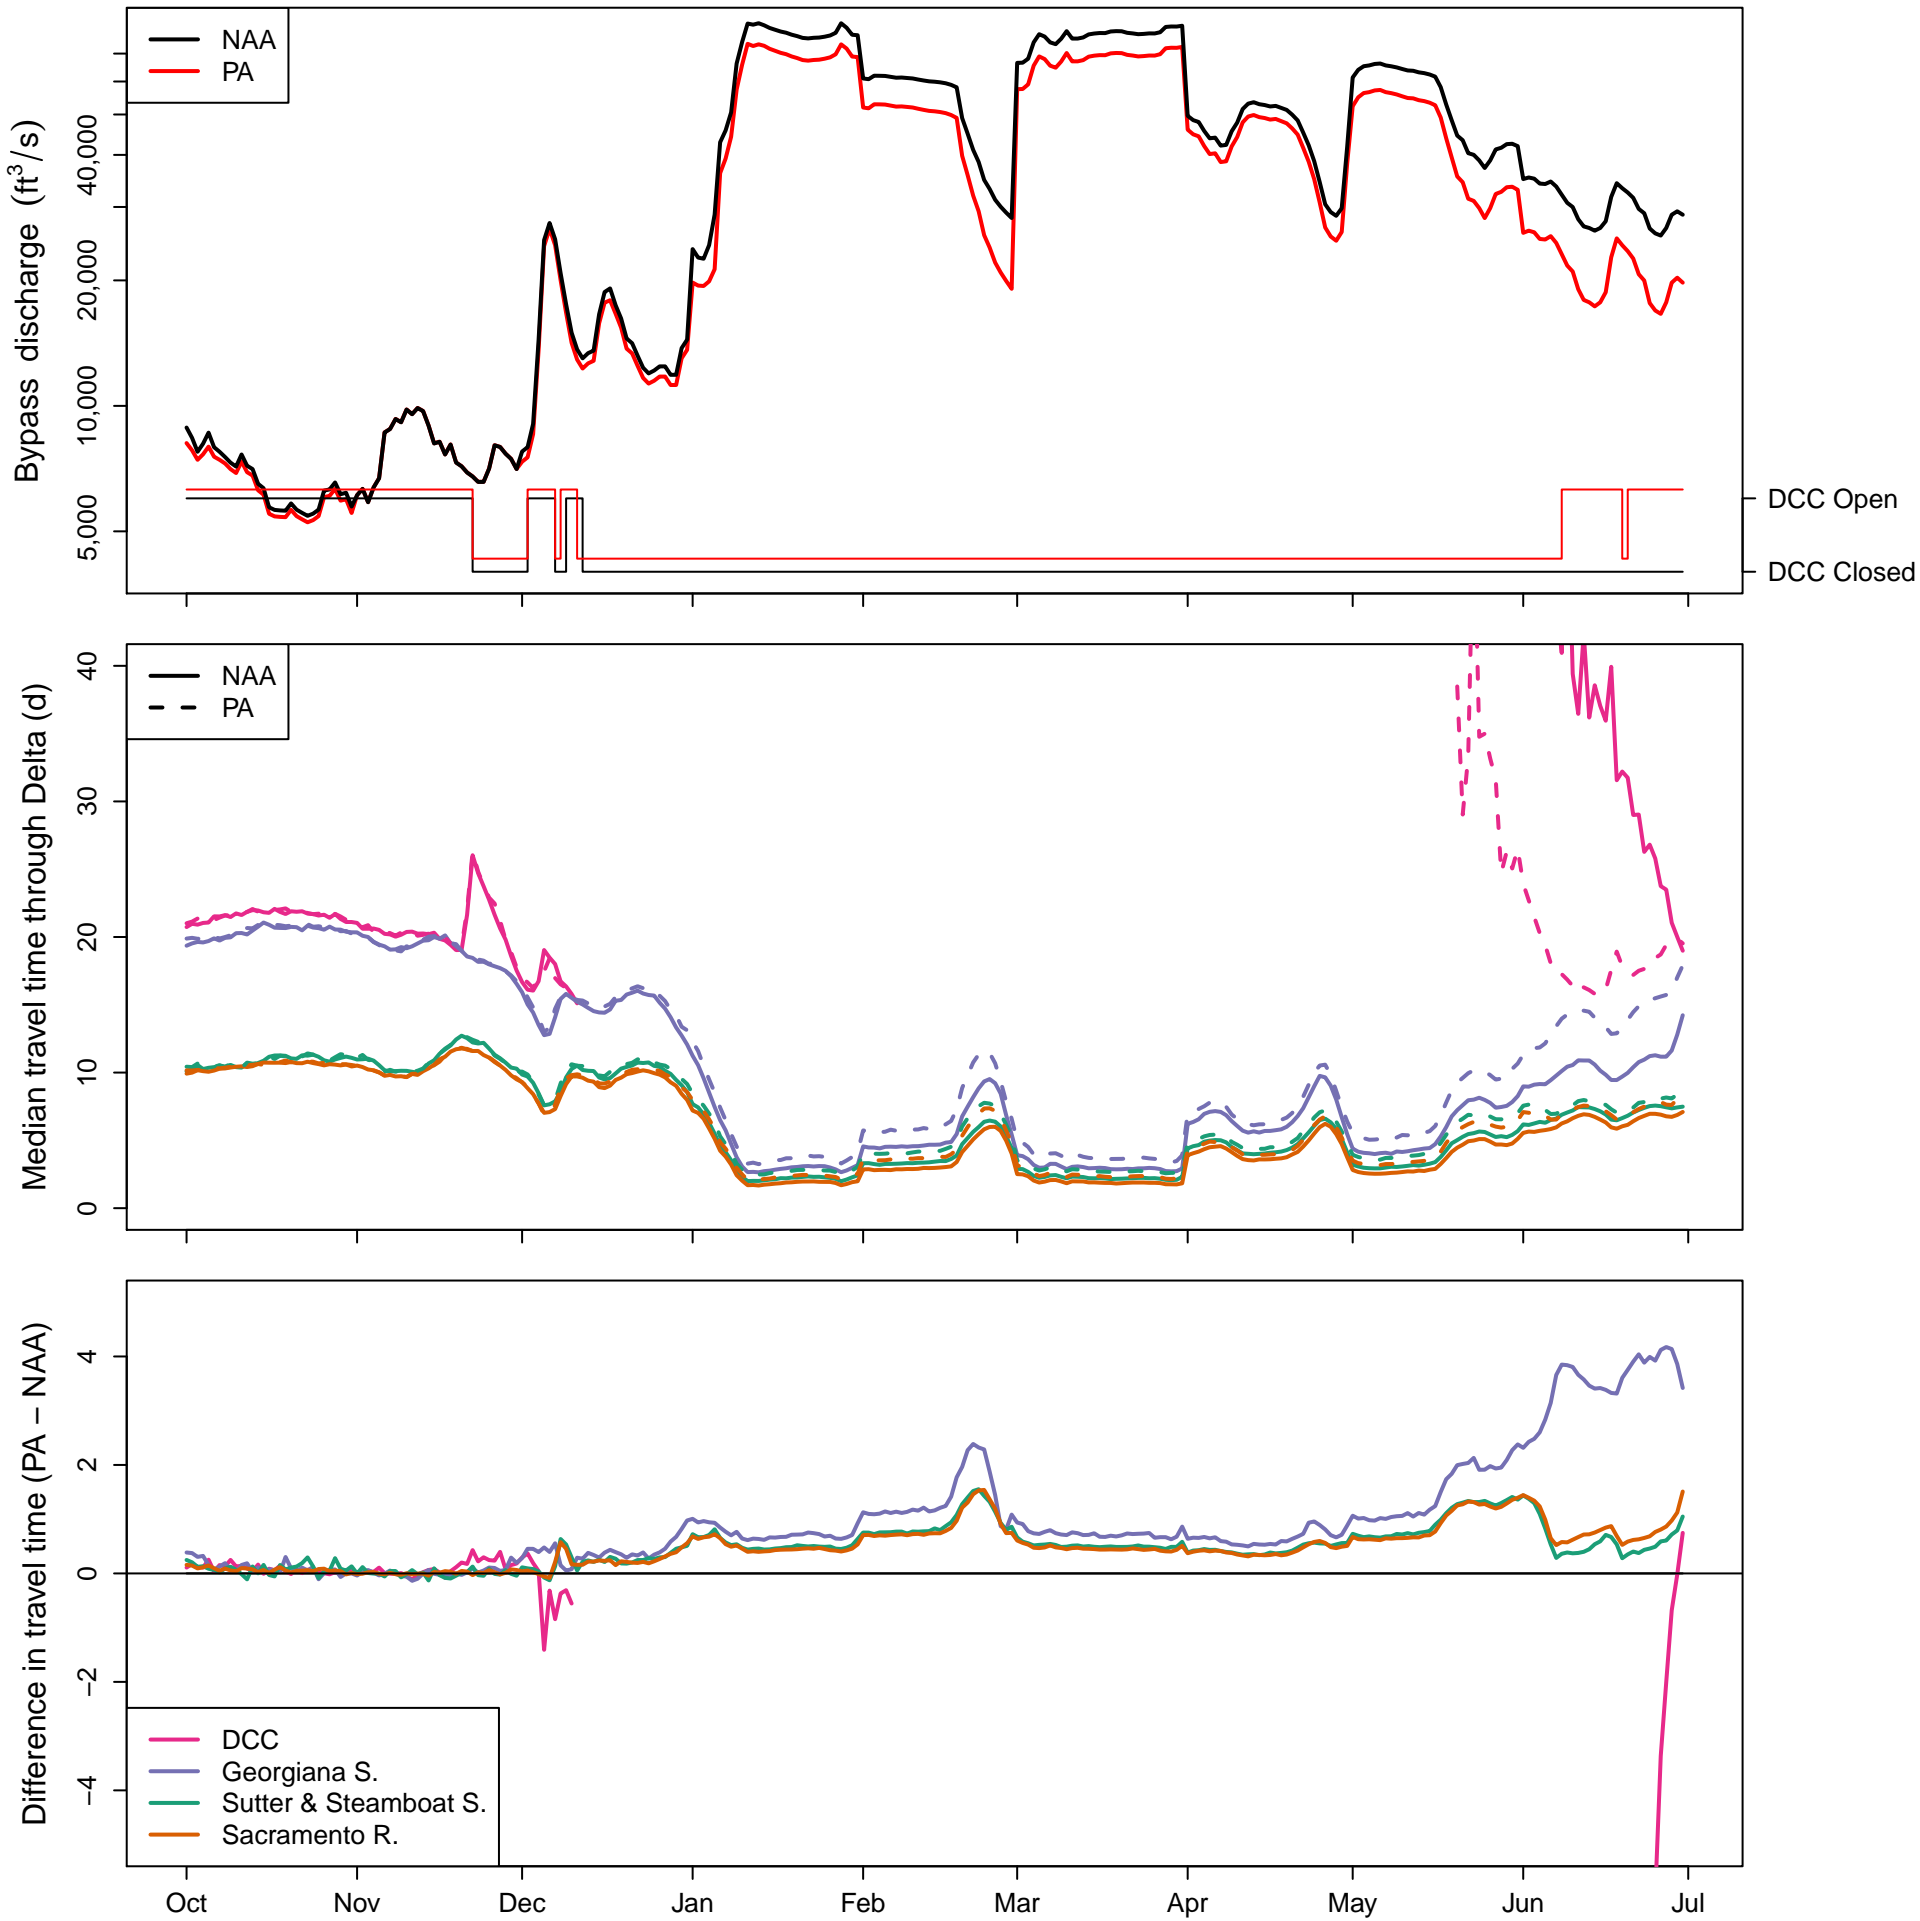 NAA
PA
Bypass discharge (ft³/s)
40,000
20,000
10,000
5,000
DCC Open
DCC Closed
NAA
PA
Median travel time through Delta (d)
40
30
20
10
0
Difference in travel time (PA − NAA)
4
2
0
−2
−4
DCC
Georgiana S.
Sutter & Steamboat S.
Sacramento R.
Oct Nov Dec Jan Feb Mar Apr May Jun Jul